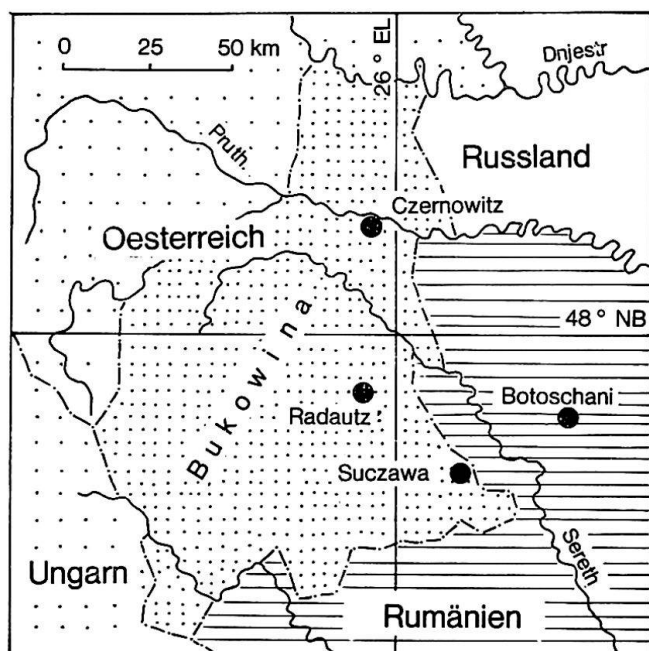 0 25 50 km
26° EL
Dnjestr
Pruth.
Russland
Czernowitz
Oesterreich
48° NB
Bukowina
Radautz
Botoschani
Suczawa
Sereth
Ungarn
Rumänien